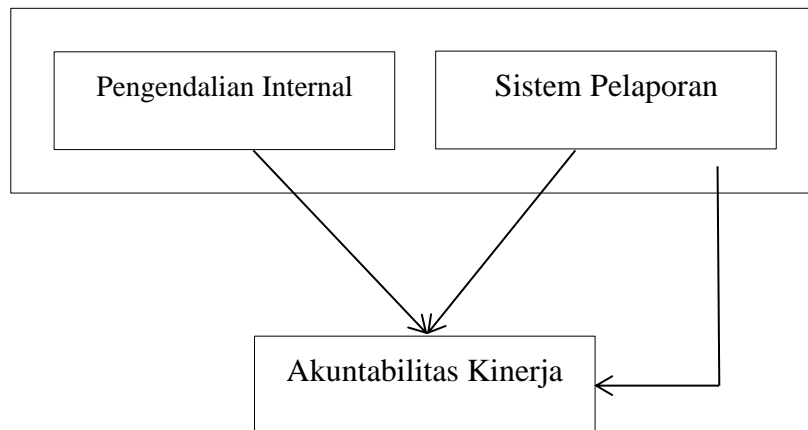 Pengendalian Internal
Sistem Pelaporan
Akuntabilitas Kinerja